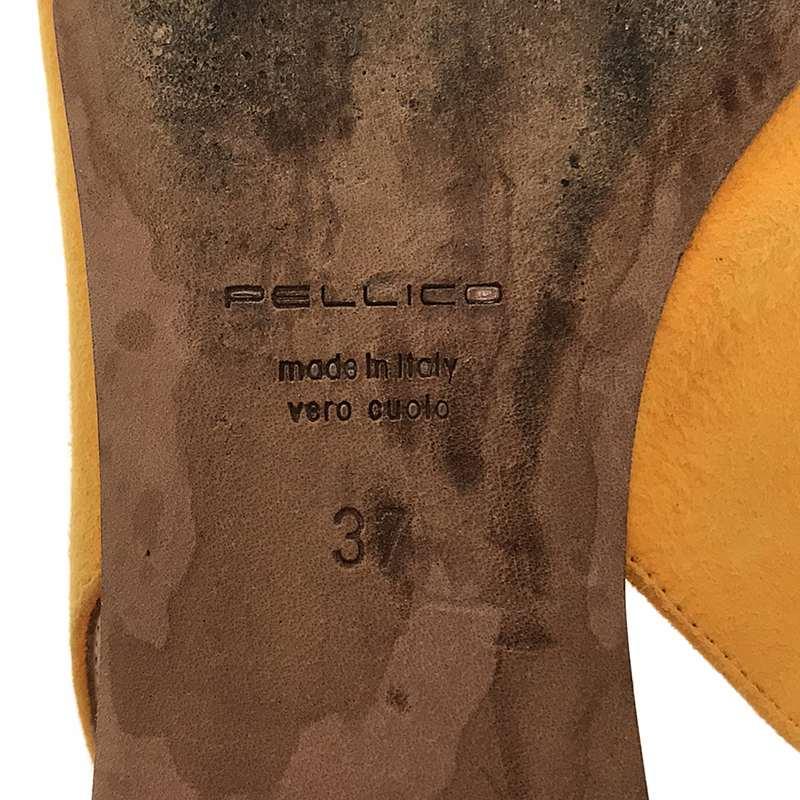 PELLICO
made in Italy
vero cuoio
37